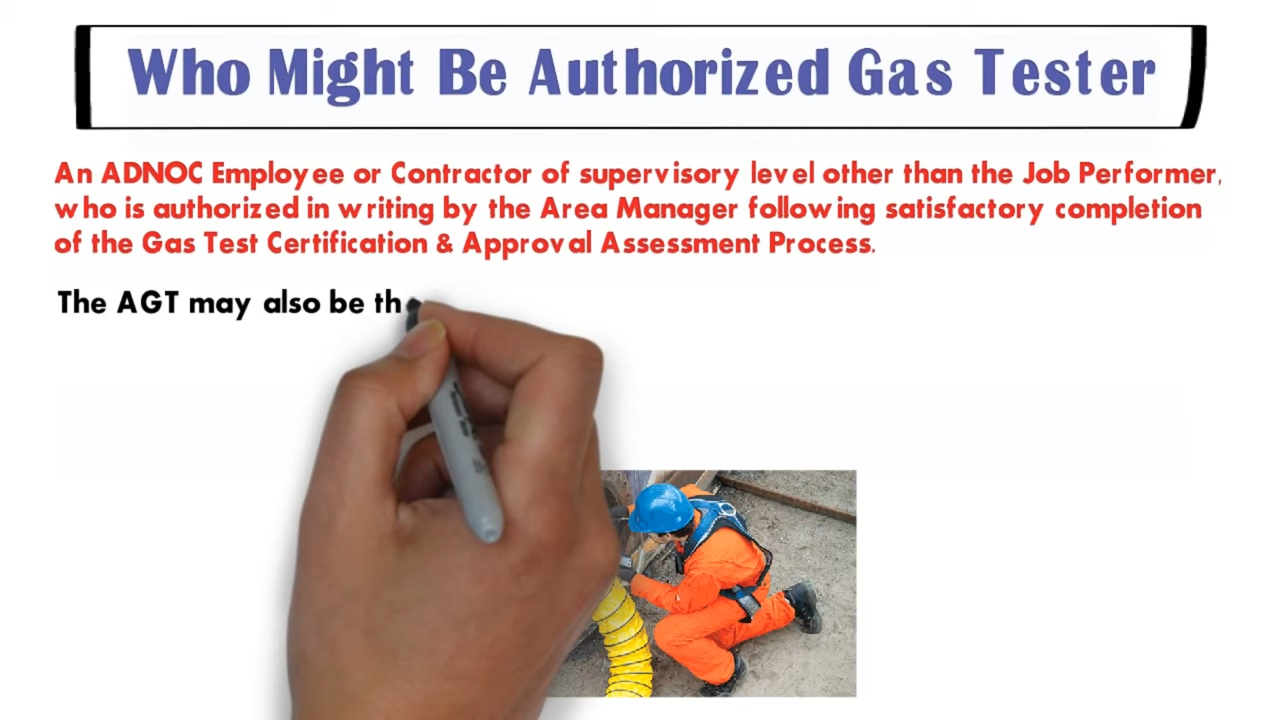 Who Might Be Authorized Gas Tester
An ADNOC Employee or Contractor of supervisory level other than the Job Performer,
who is authorized in writing by the Area Manager following satisfactory completion
of the Gas Test Certification & Approval Assessment Process.
The AGT may also be th